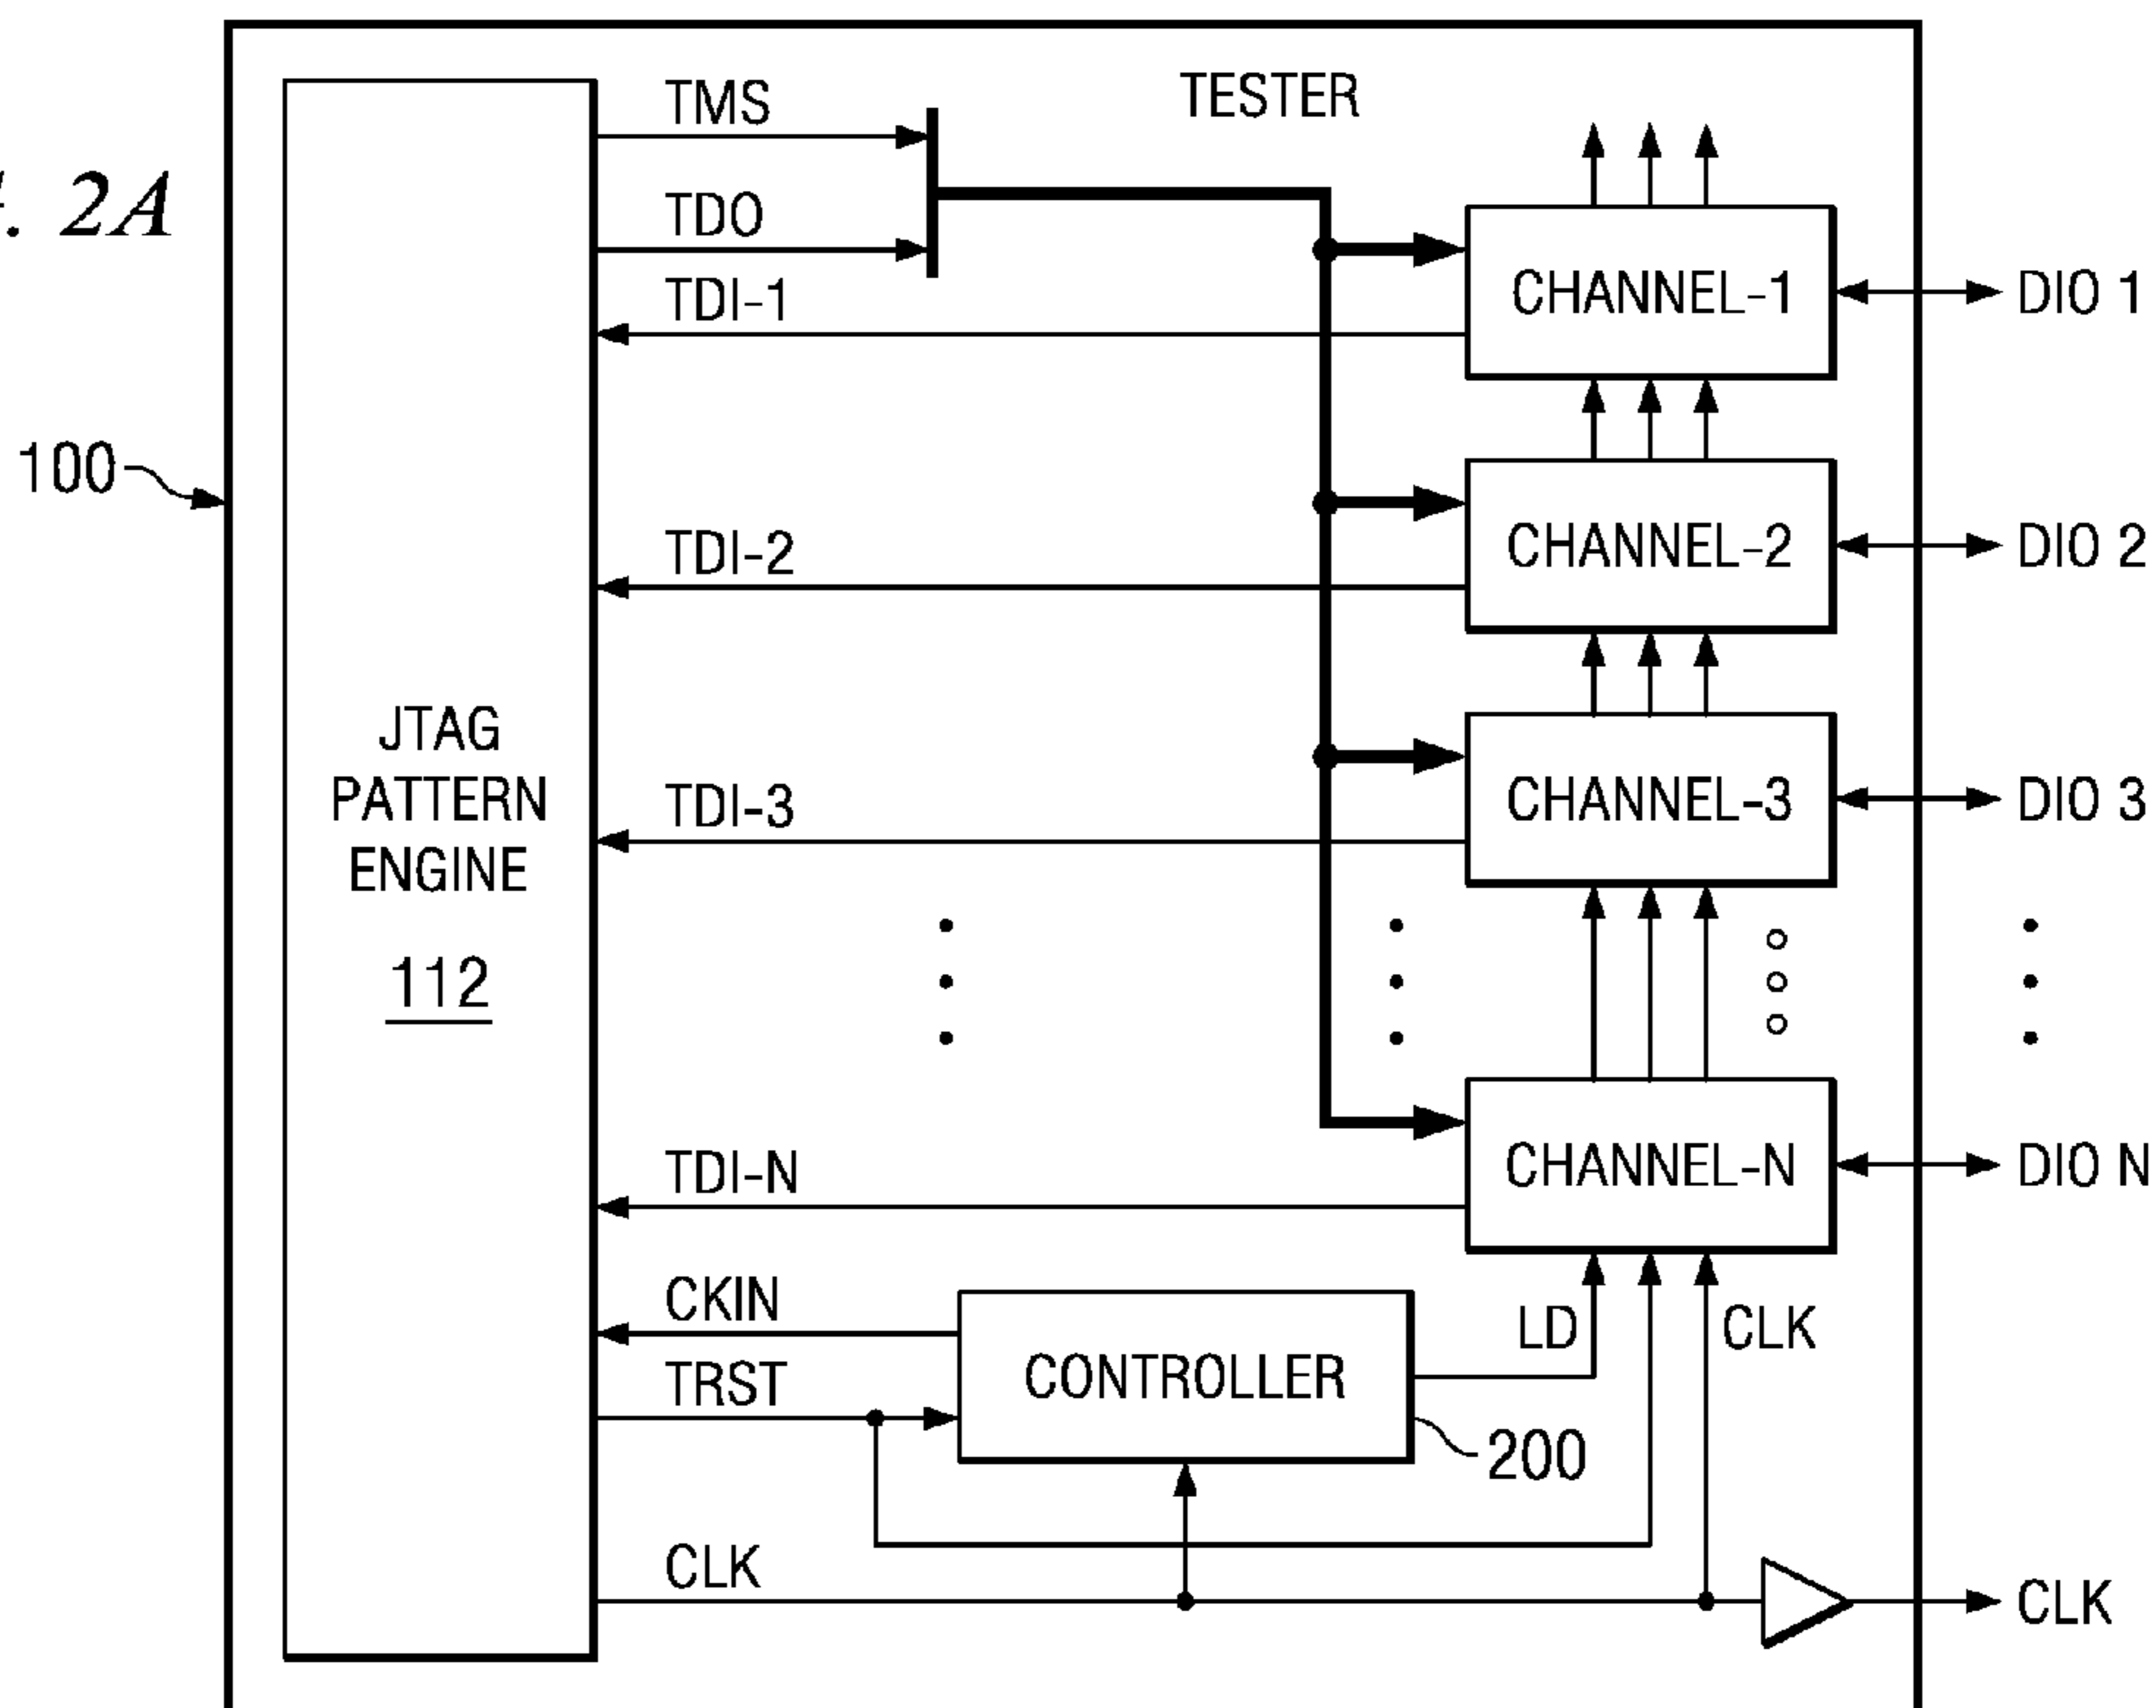 . 2A
TESTER
TMS
TDO
TDI-1
CHANNEL-1
DIO 1
100
TDI-2
CHANNEL-2
DIO 2
JTAG
PATTERN
ENGINE
112
TDI-3
CHANNEL-3
DIO 3
TDI-N
CHANNEL-N
DIO N
CKIN
CONTROLLER
LD
CLK
TRST
200
CLK
CLK